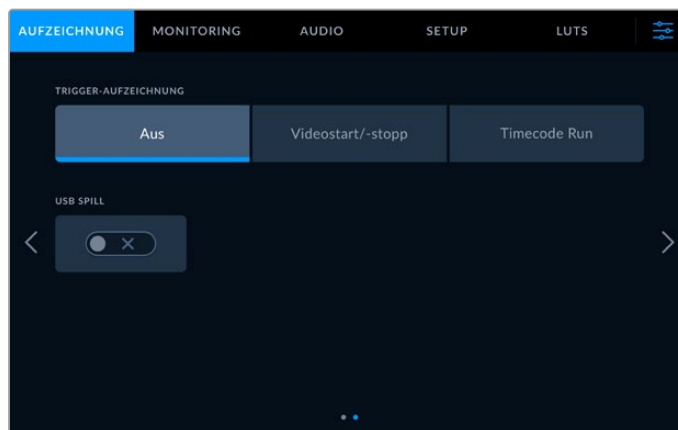 AUFZEICHNUNG MONITORING AUDIO SETUP LUTS
TRIGGER-AUFZEICHNUNG
Aus Videostart/-stopp Timecode Run
USB SPILL